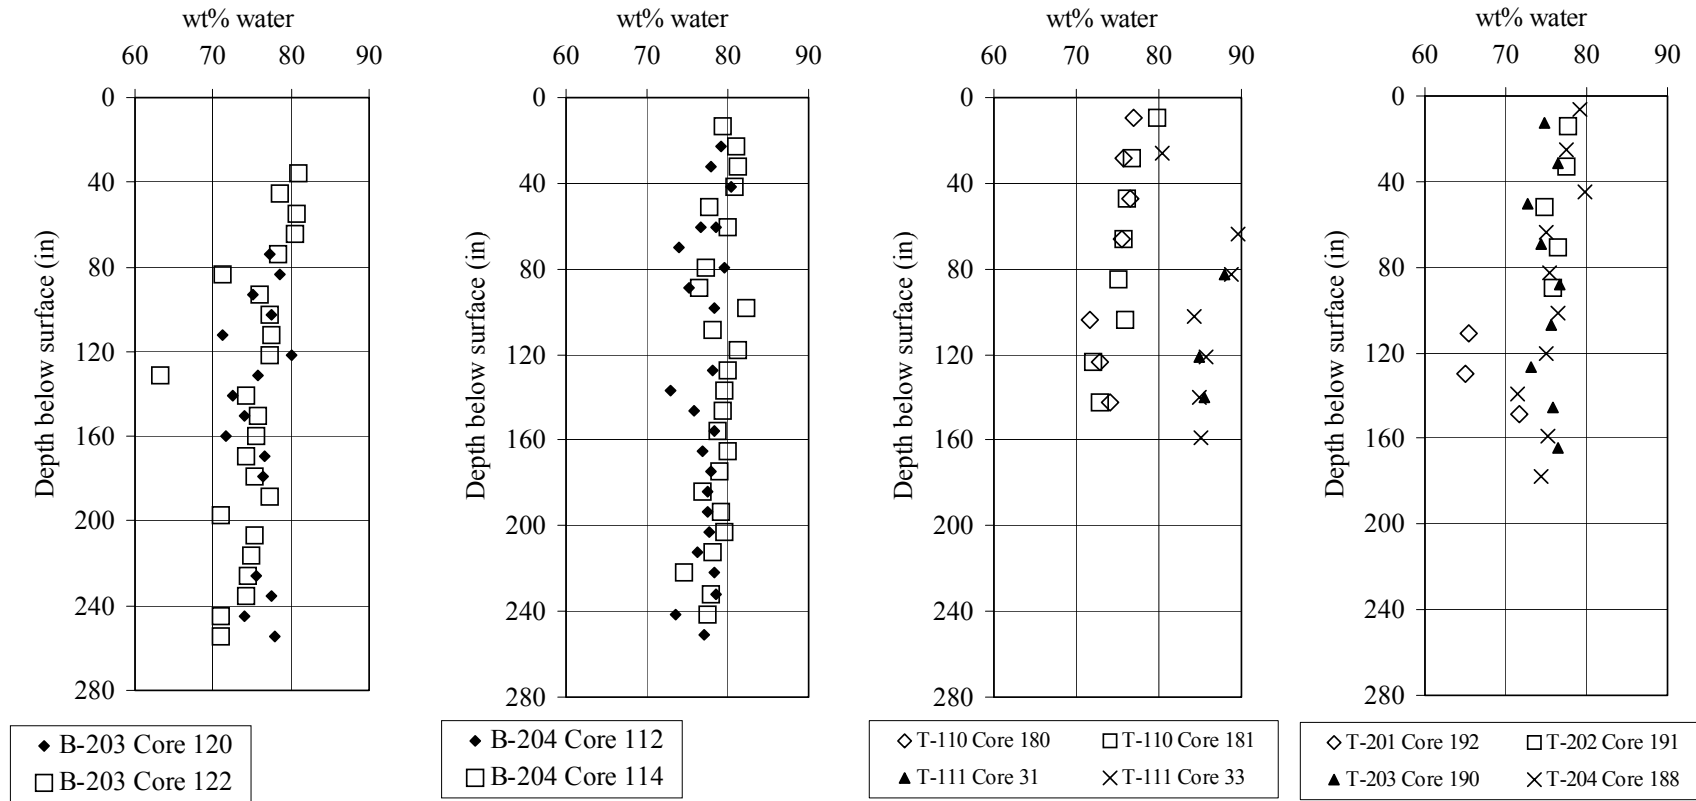 wt% water
60 70 80 90
0
40
80
120
160
200
240
280
Depth below surface (in)
B-203 Core 120
B-203 Core 122
wt% water
60 70 80 90
0
40
80
120
160
200
240
280
Depth below surface (in)
B-204 Core 112
B-204 Core 114
wt% water
60 70 80 90
0
40
80
120
160
200
240
280
Depth below surface (in)
T-110 Core 180 T-110 Core 181
T-111 Core 31 T-111 Core 33
wt% water
60 70 80 90
0
40
80
120
160
200
240
280
Depth below surface (in)
T-201 Core 192 T-202 Core 191
T-203 Core 190 T-204 Core 188